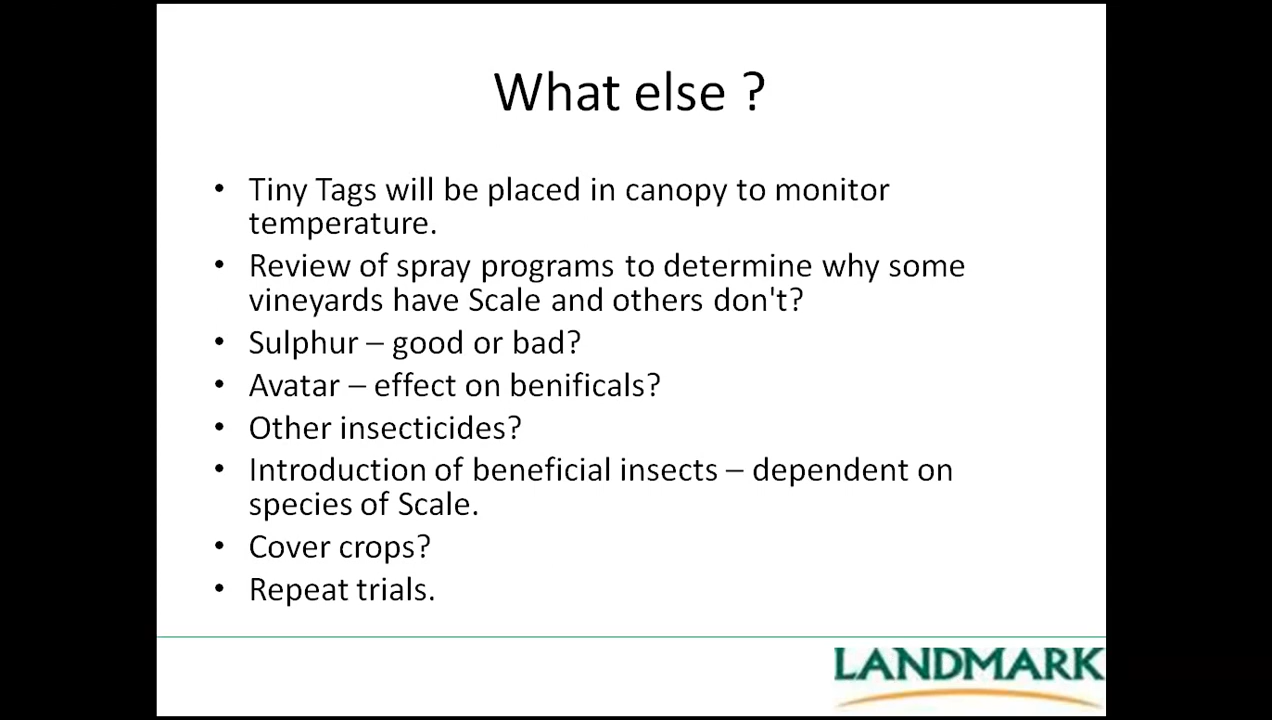 What else ?
• Tiny Tags will be placed in canopy to monitor
temperature.
• Review of spray programs to determine why some
vineyards have Scale and others don't?
• Sulphur – good or bad?
• Avatar – effect on benificals?
• Other insecticides?
• Introduction of beneficial insects – dependent on
species of Scale.
• Cover crops?
• Repeat trials.
LANDMARK